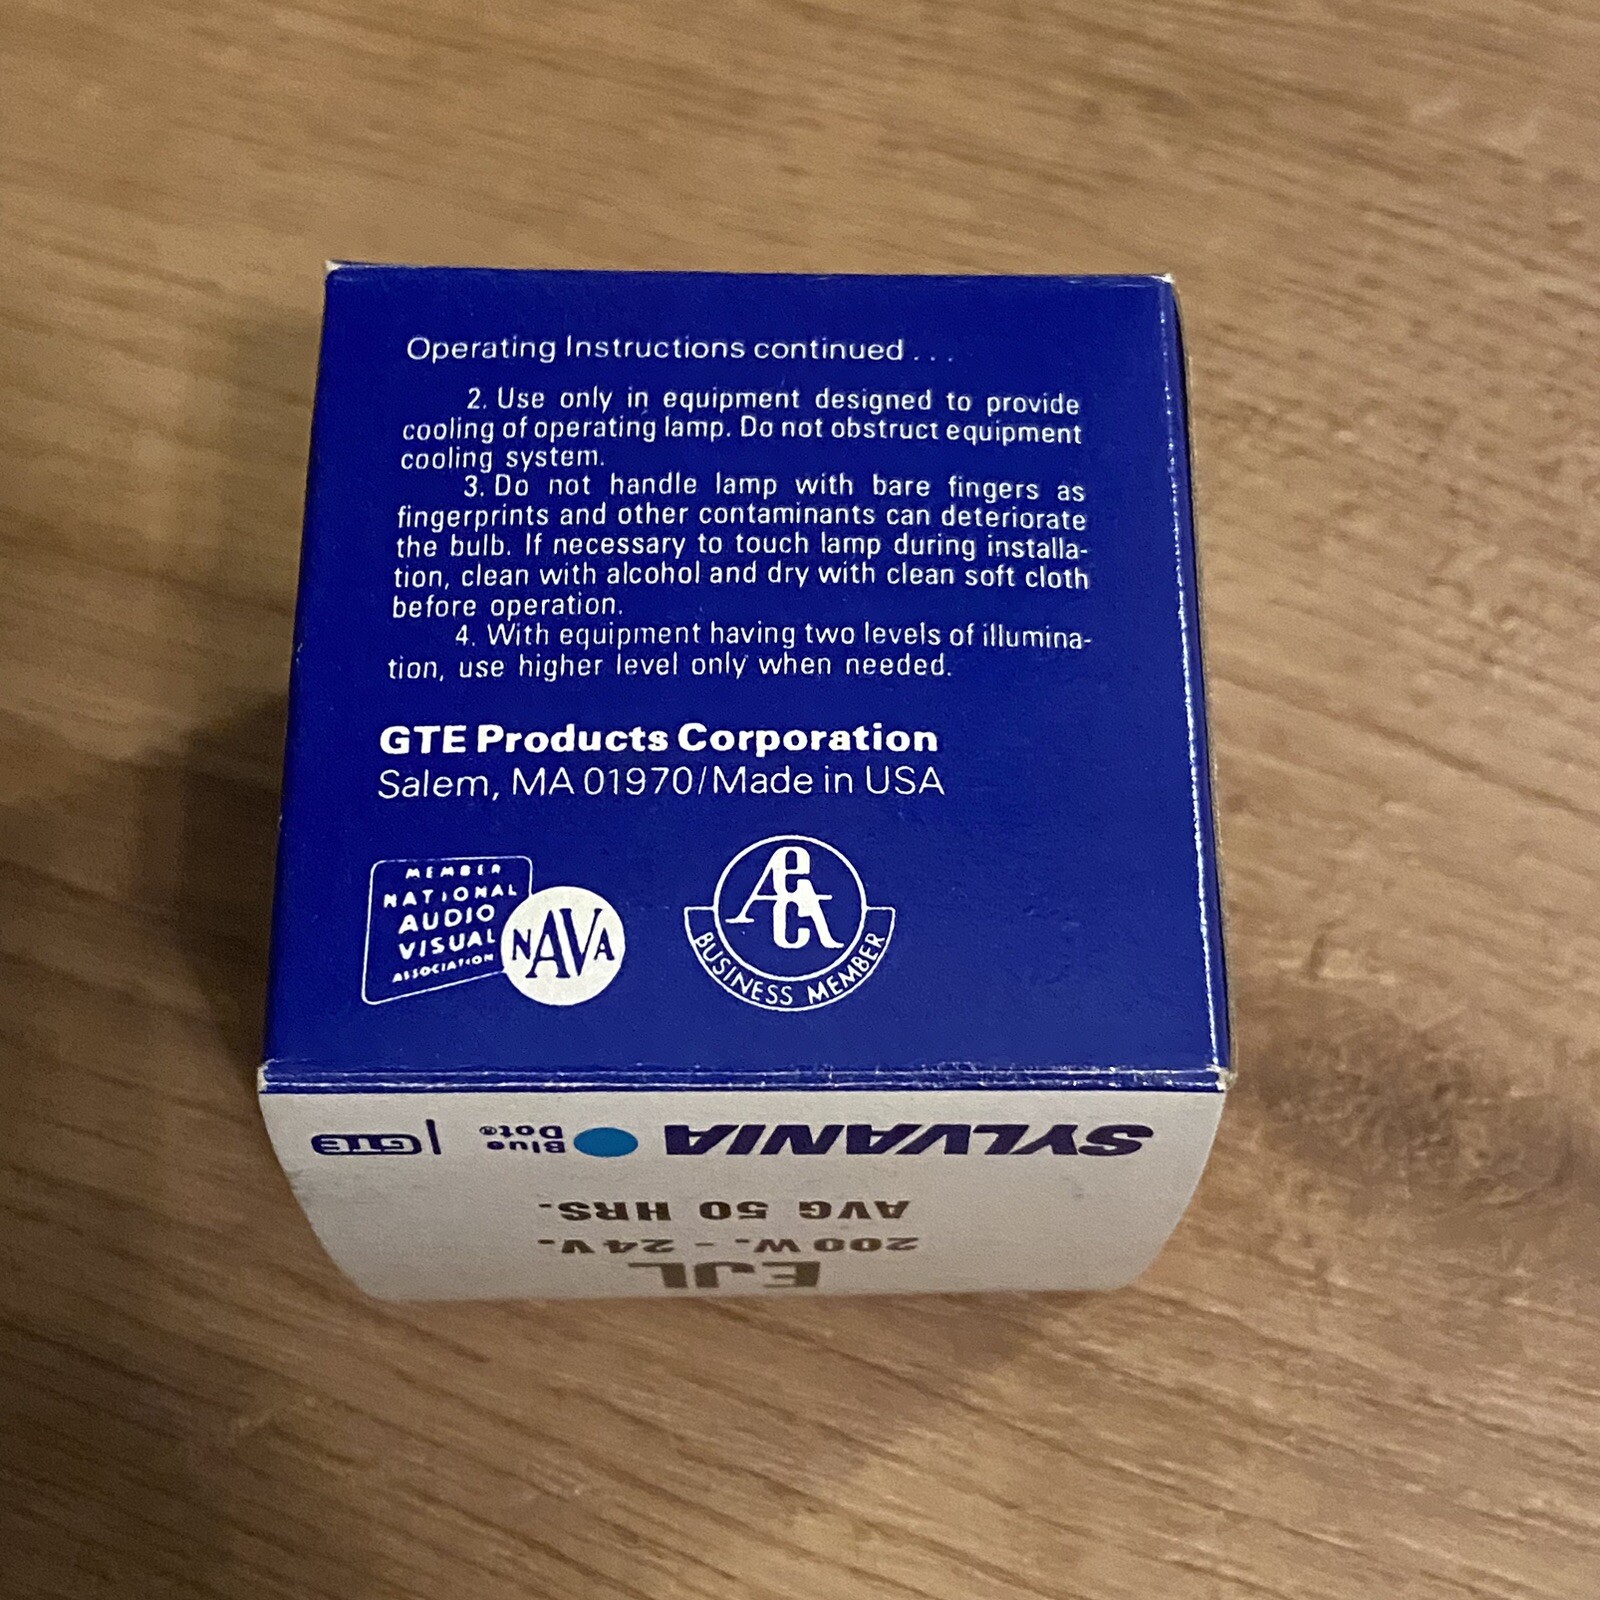 Operating Instructions continued . . .
2. Use only in equipment designed to provide
cooling of operating lamp. Do not obstruct equipment
cooling system.
3. Do not handle lamp with bare fingers as
fingerprints and other contaminants can deteriorate
the bulb. If necessary to touch lamp during installa-
tion, clean with alcohol and dry with clean soft cloth
before operation.
4. With equipment having two levels of illumina-
tion, use higher level only when needed.
GTE Products Corporation
Salem, MA 01970/Made in USA
MEMBER
NATIONAL
AUDIO
VISUAL
ASSOCIATION
NAVA
AECT
BUSINESS MEMBER
SYLVANIA Blue Dot® | GTE
AVG 50 HRS.
200 W. - 24 V.
EJL